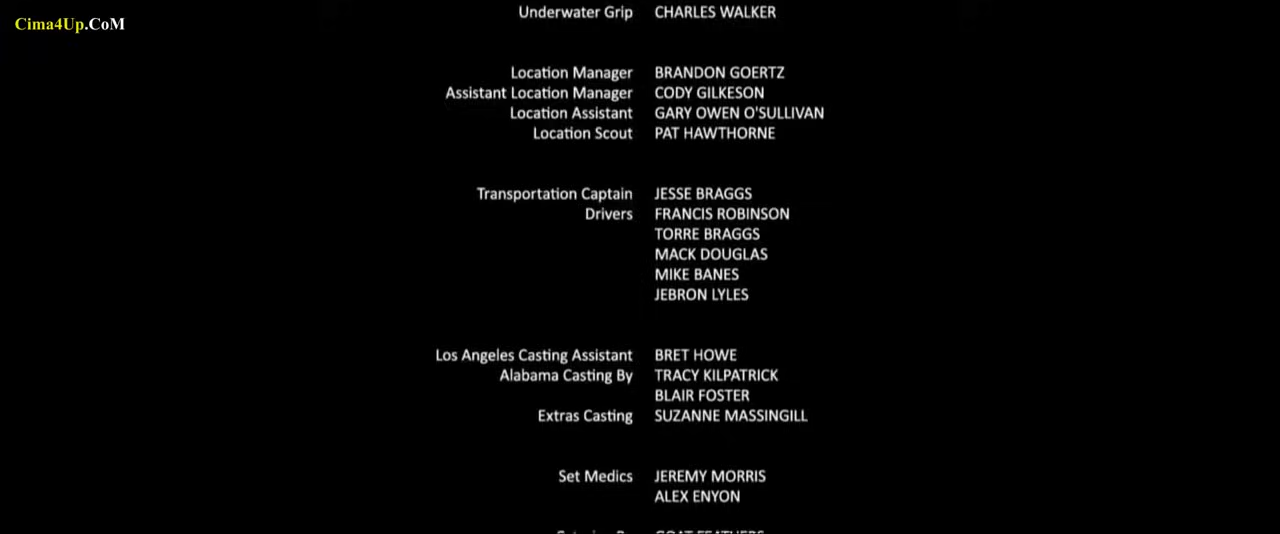 Cima4Up.CoM
Underwater Grip CHARLES WALKER
Location Manager BRANDON GOERTZ
Assistant Location Manager CODY GILKESON
Location Assistant GARY OWEN O'SULLIVAN
Location Scout PAT HAWTHORNE
Transportation Captain JESSE BRAGGS
Drivers FRANCIS ROBINSON
TORRE BRAGGS
MACK DOUGLAS
MIKE BANES
JEBRON LYLES
Los Angeles Casting Assistant BRET HOWE
Alabama Casting By TRACY KILPATRICK
BLAIR FOSTER
Extras Casting SUZANNE MASSINGILL
Set Medics JEREMY MORRIS
ALEX ENYON